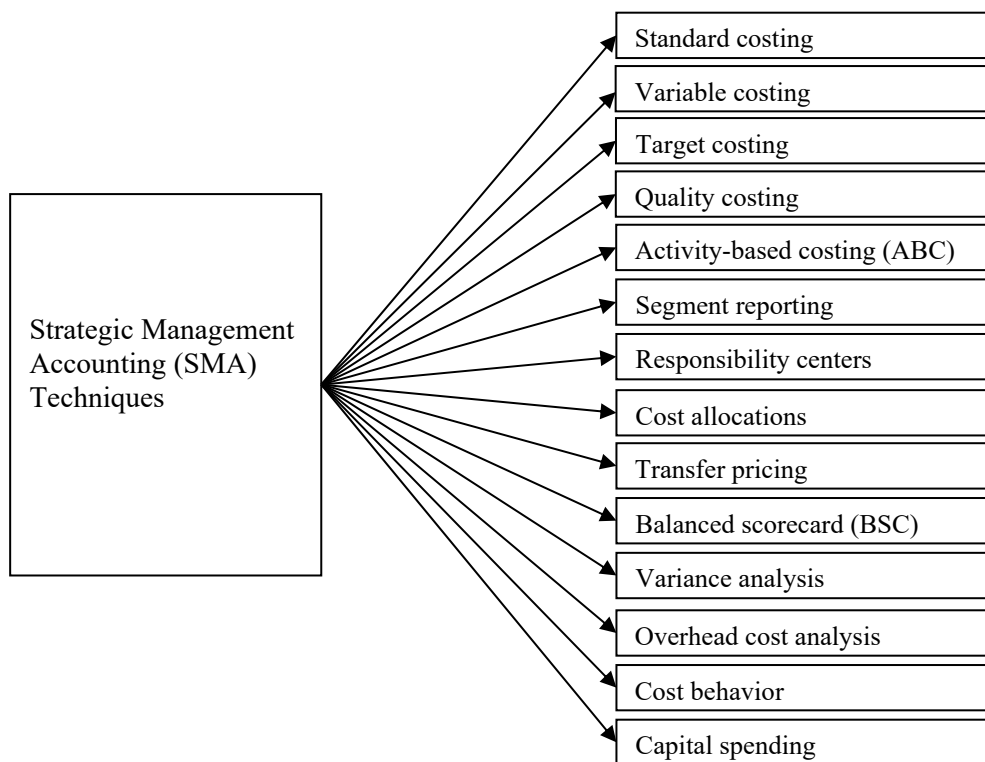 Strategic Management
Accounting (SMA)
Techniques
Standard costing
Variable costing
Target costing
Quality costing
Activity-based costing (ABC)
Segment reporting
Responsibility centers
Cost allocations
Transfer pricing
Balanced scorecard (BSC)
Variance analysis
Overhead cost analysis
Cost behavior
Capital spending